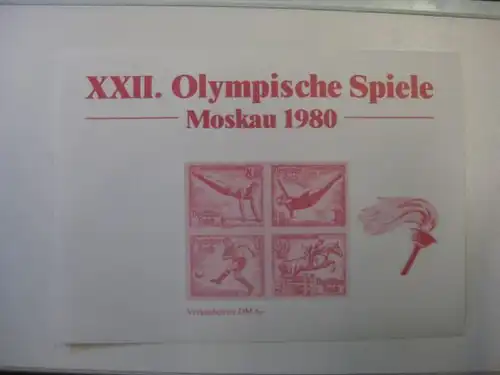 XXII. Olympische Spiele
Moskau 1980